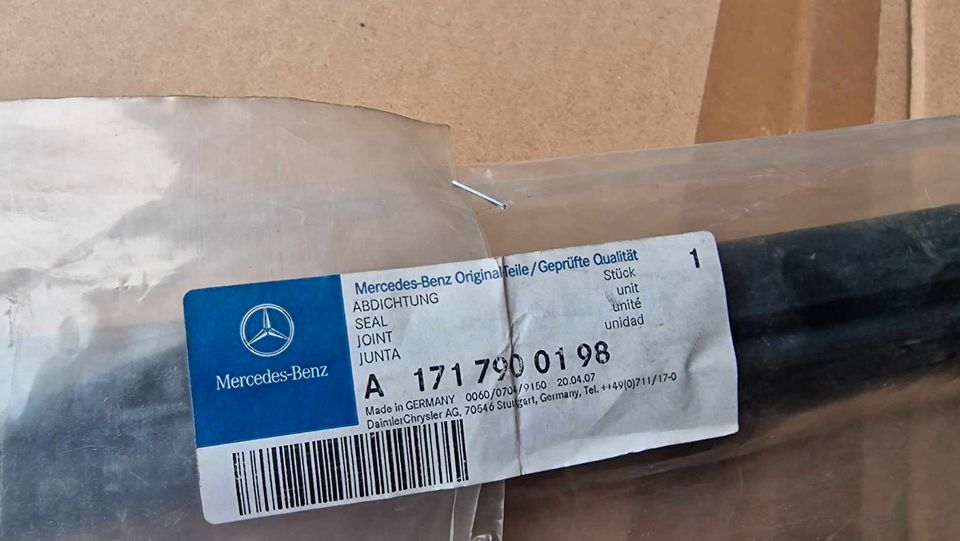 Mercedes-Benz
Mercedes-Benz Original Teile/Geprüfte Qualität
ABDICHTUNG
SEAL
JOINT
JUNTA
Stück
unit
unité
unidad
1
A 171 790 01 98
Made in GERMANY 0060/0704/9150 20.04.07
DaimlerChrysler AG, 70546 Stuttgart, Germany, Tel. ++49(0)711/17-0